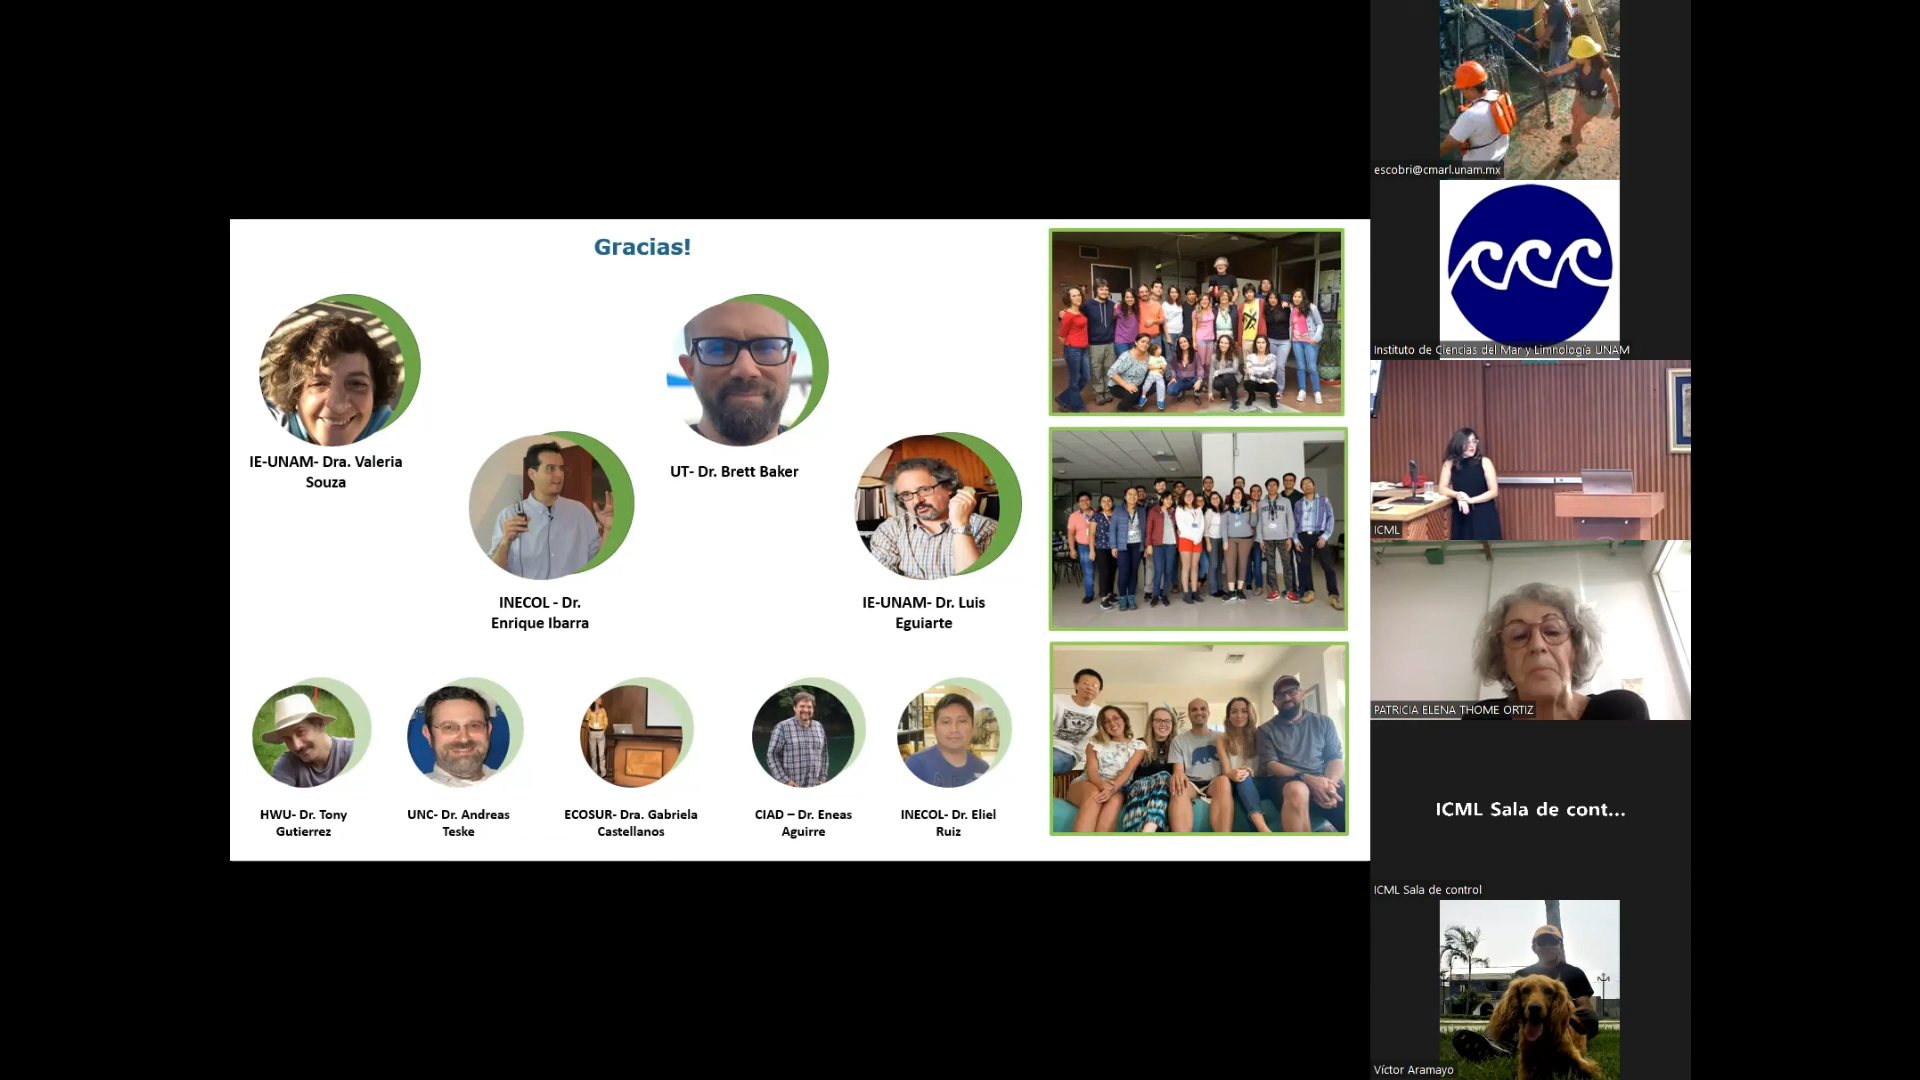 Gracias!
IE-UNAM- Dra. Valeria
Souza
UT- Dr. Brett Baker
INECOL - Dr.
Enrique Ibarra
IE-UNAM- Dr. Luis
Eguiarte
HWU- Dr. Tony
Gutierrez
UNC- Dr. Andreas
Teske
ECOSUR- Dra. Gabriela
Castellanos
CIAD – Dr. Eneas
Aguirre
INECOL- Dr. Eliel
Ruiz
escobri@cmarl.unam.mx
Instituto de Ciencias del Mar y Limnología UNAM
ICML
PATRICIA ELENA THOME ORTIZ
ICML Sala de cont...
ICML Sala de control
Víctor Aramayo